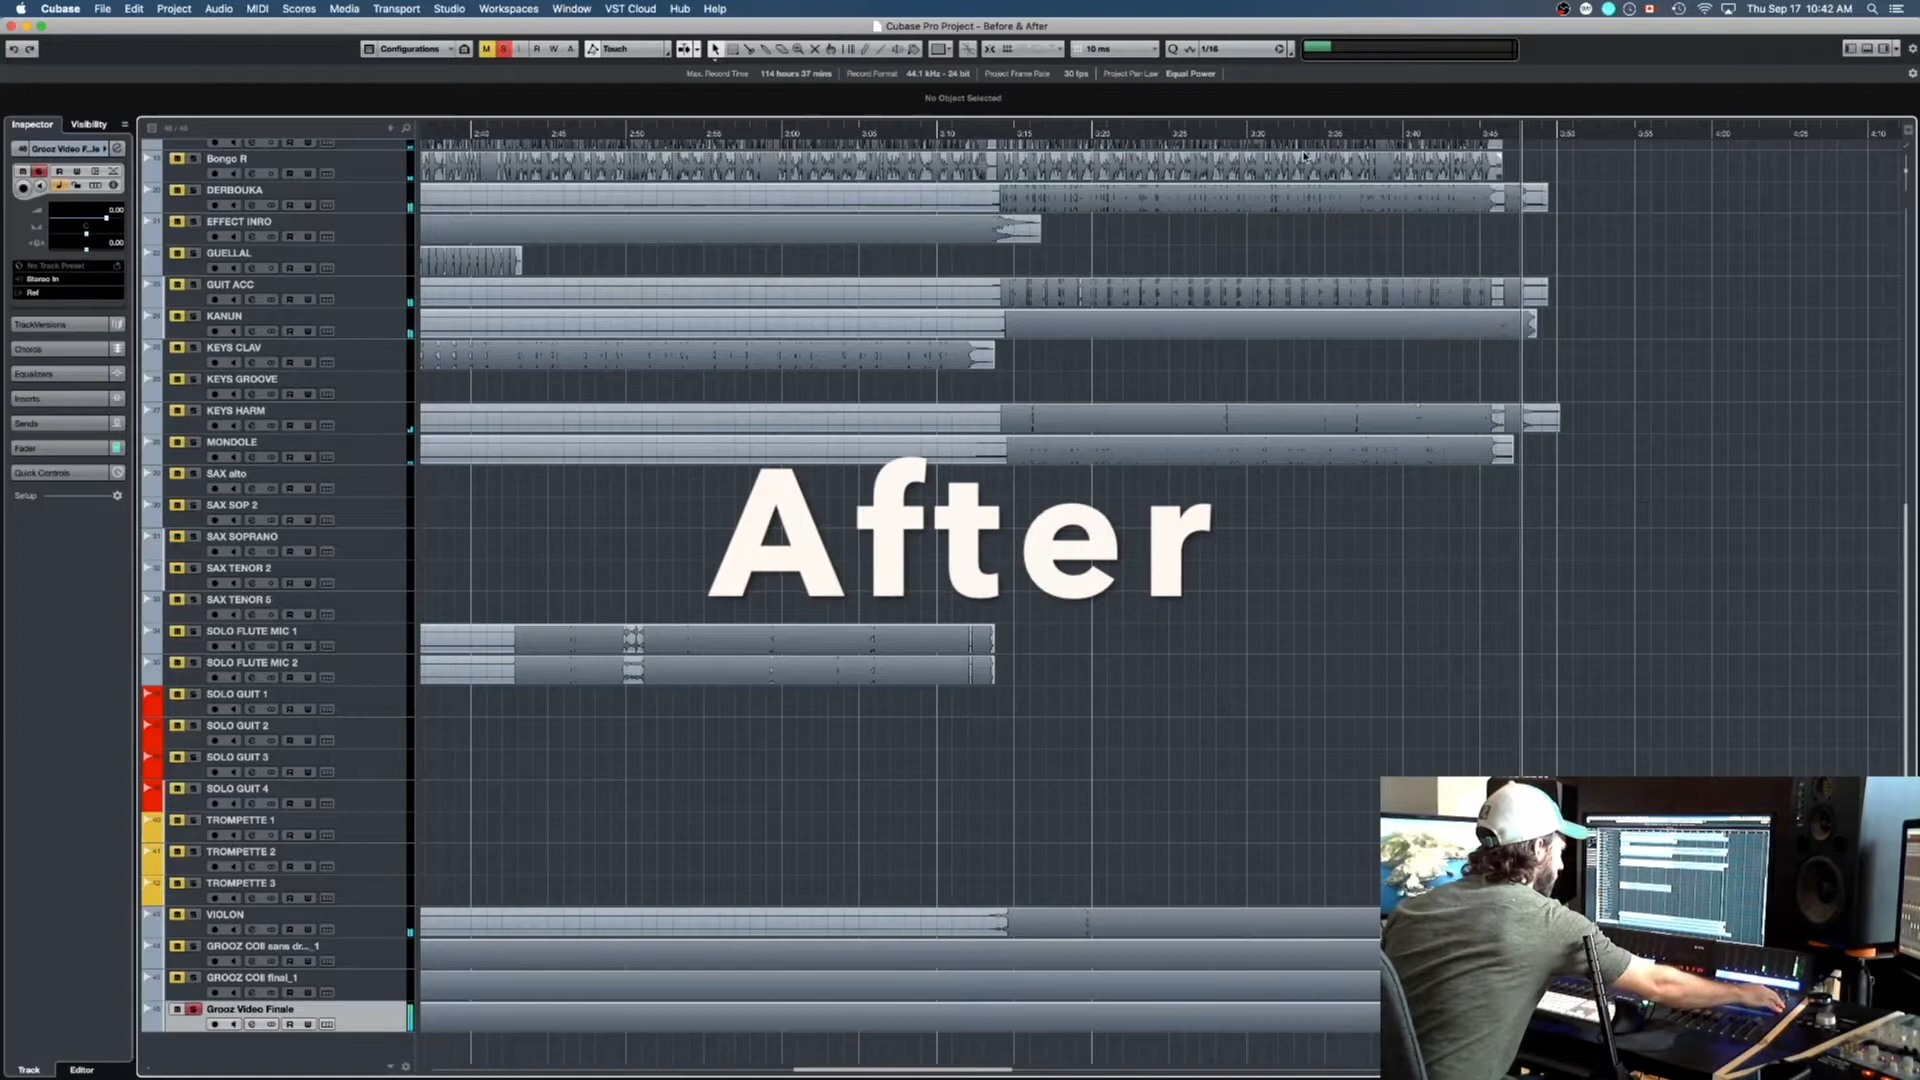 Cubase File Edit Project Audio MIDI Scores Media Transport Studio Workspaces Window VST Cloud Hub Help Thu Sep 17 10:42 AM
Cubase Pro Project - Before & After
Configurations M S R W A Touch 10 ms Q 1/16
Max. Record Time 114 hours 37 mins Record Format 44.1 kHz - 24 bit Project Frame Rate 30 fps Project Pan Law Equal Power
No Object Selected
Inspector Visibility
2:40 2:45 2:50 2:55 3:00 3:05 3:10 3:15 3:20 3:25 3:30 3:35 3:40 3:45 3:50 3:55 4:00 4:05 4:10
46 Grooz Video F...le
0.00
C
0.00
No Track Preset
Stereo In
Ref
TrackVersions
Chords
Equalizers
Inserts
Sends
Fader
Quick Controls
Setup
Bongo R
DERBOUKA
EFFECT INRO
GUELLAL
GUIT ACC
KANUN
KEYS CLAV
KEYS GROOVE
KEYS HARM
MONDOLE
SAX alto
SAX SOP 2
SAX SOPRANO
SAX TENOR 2
SAX TENOR 5
SOLO FLUTE MIC 1
SOLO FLUTE MIC 2
SOLO GUIT 1
SOLO GUIT 2
SOLO GUIT 3
SOLO GUIT 4
TROMPETTE 1
TROMPETTE 2
TROMPETTE 3
VIOLON
GROOZ COII sans dr..._1
GROOZ COII final_1
Grooz Video Finale
After
Track Editor